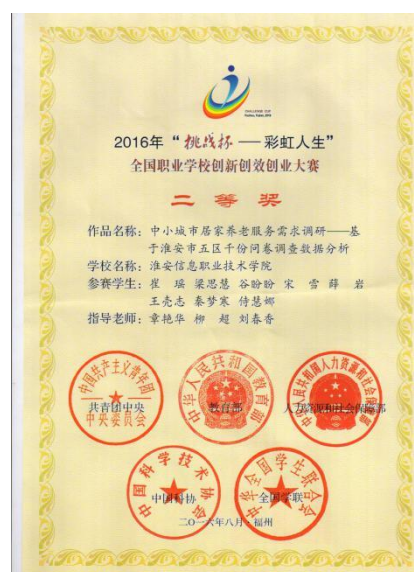 CHALLENGE CUP
2016年“挑战杯——彩虹人生”
全国职业学校创新创效创业大赛
二等奖
作品名称：中小城市居家养老服务需求调研——基
于淮安市五区千份问卷调查数据分析
学校名称：淮安信息职业技术学院
参赛学生：崔 瑶 梁思慧 谷盼盼 宋 雪 薛 岩
王亮志 秦梦寒 侍慧娜
指导老师：章艳华 柳 超 刘春香
中国共产主义青年团
中央委员会
共青团中央
中华人民共和国教育部
教育部
中华人民共和国人力资源和社会保障部
人力资源和社会保障部
中国科学技术协会
中国科协
中华全国学生联合会
全国学联
二〇一六年八月·福州